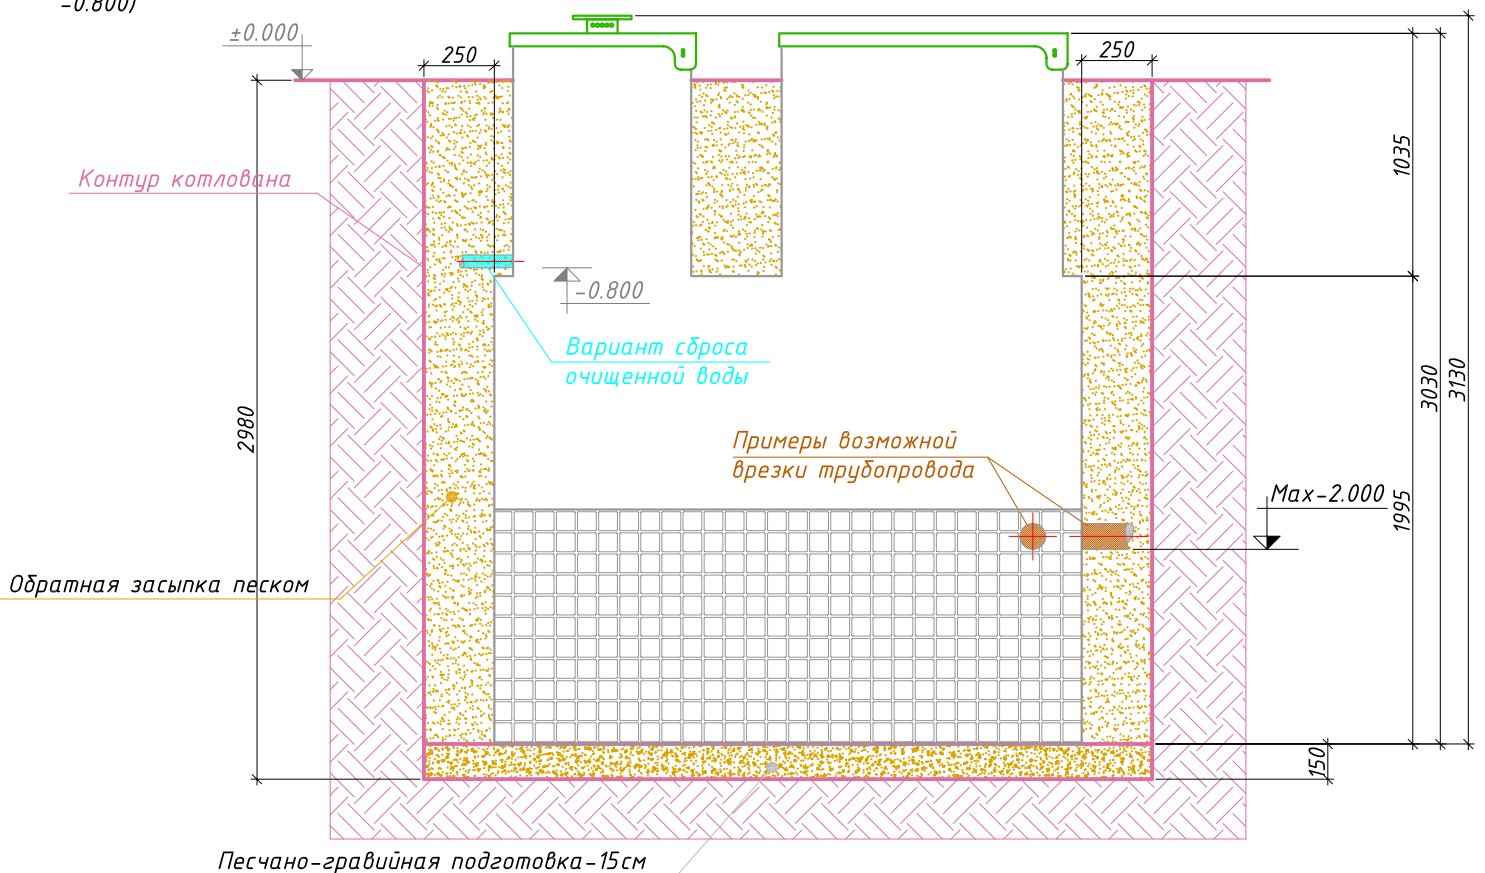 -0.800)
±0.000
250
250
Контур котлована
1035
-0.800
Вариант сброса
очищенной воды
2980
3030
3130
Примеры возможной
врезки трубопровода
Max-2.000
1995
Обратная засыпка песком
150
Песчано-гравийная подготовка-15см